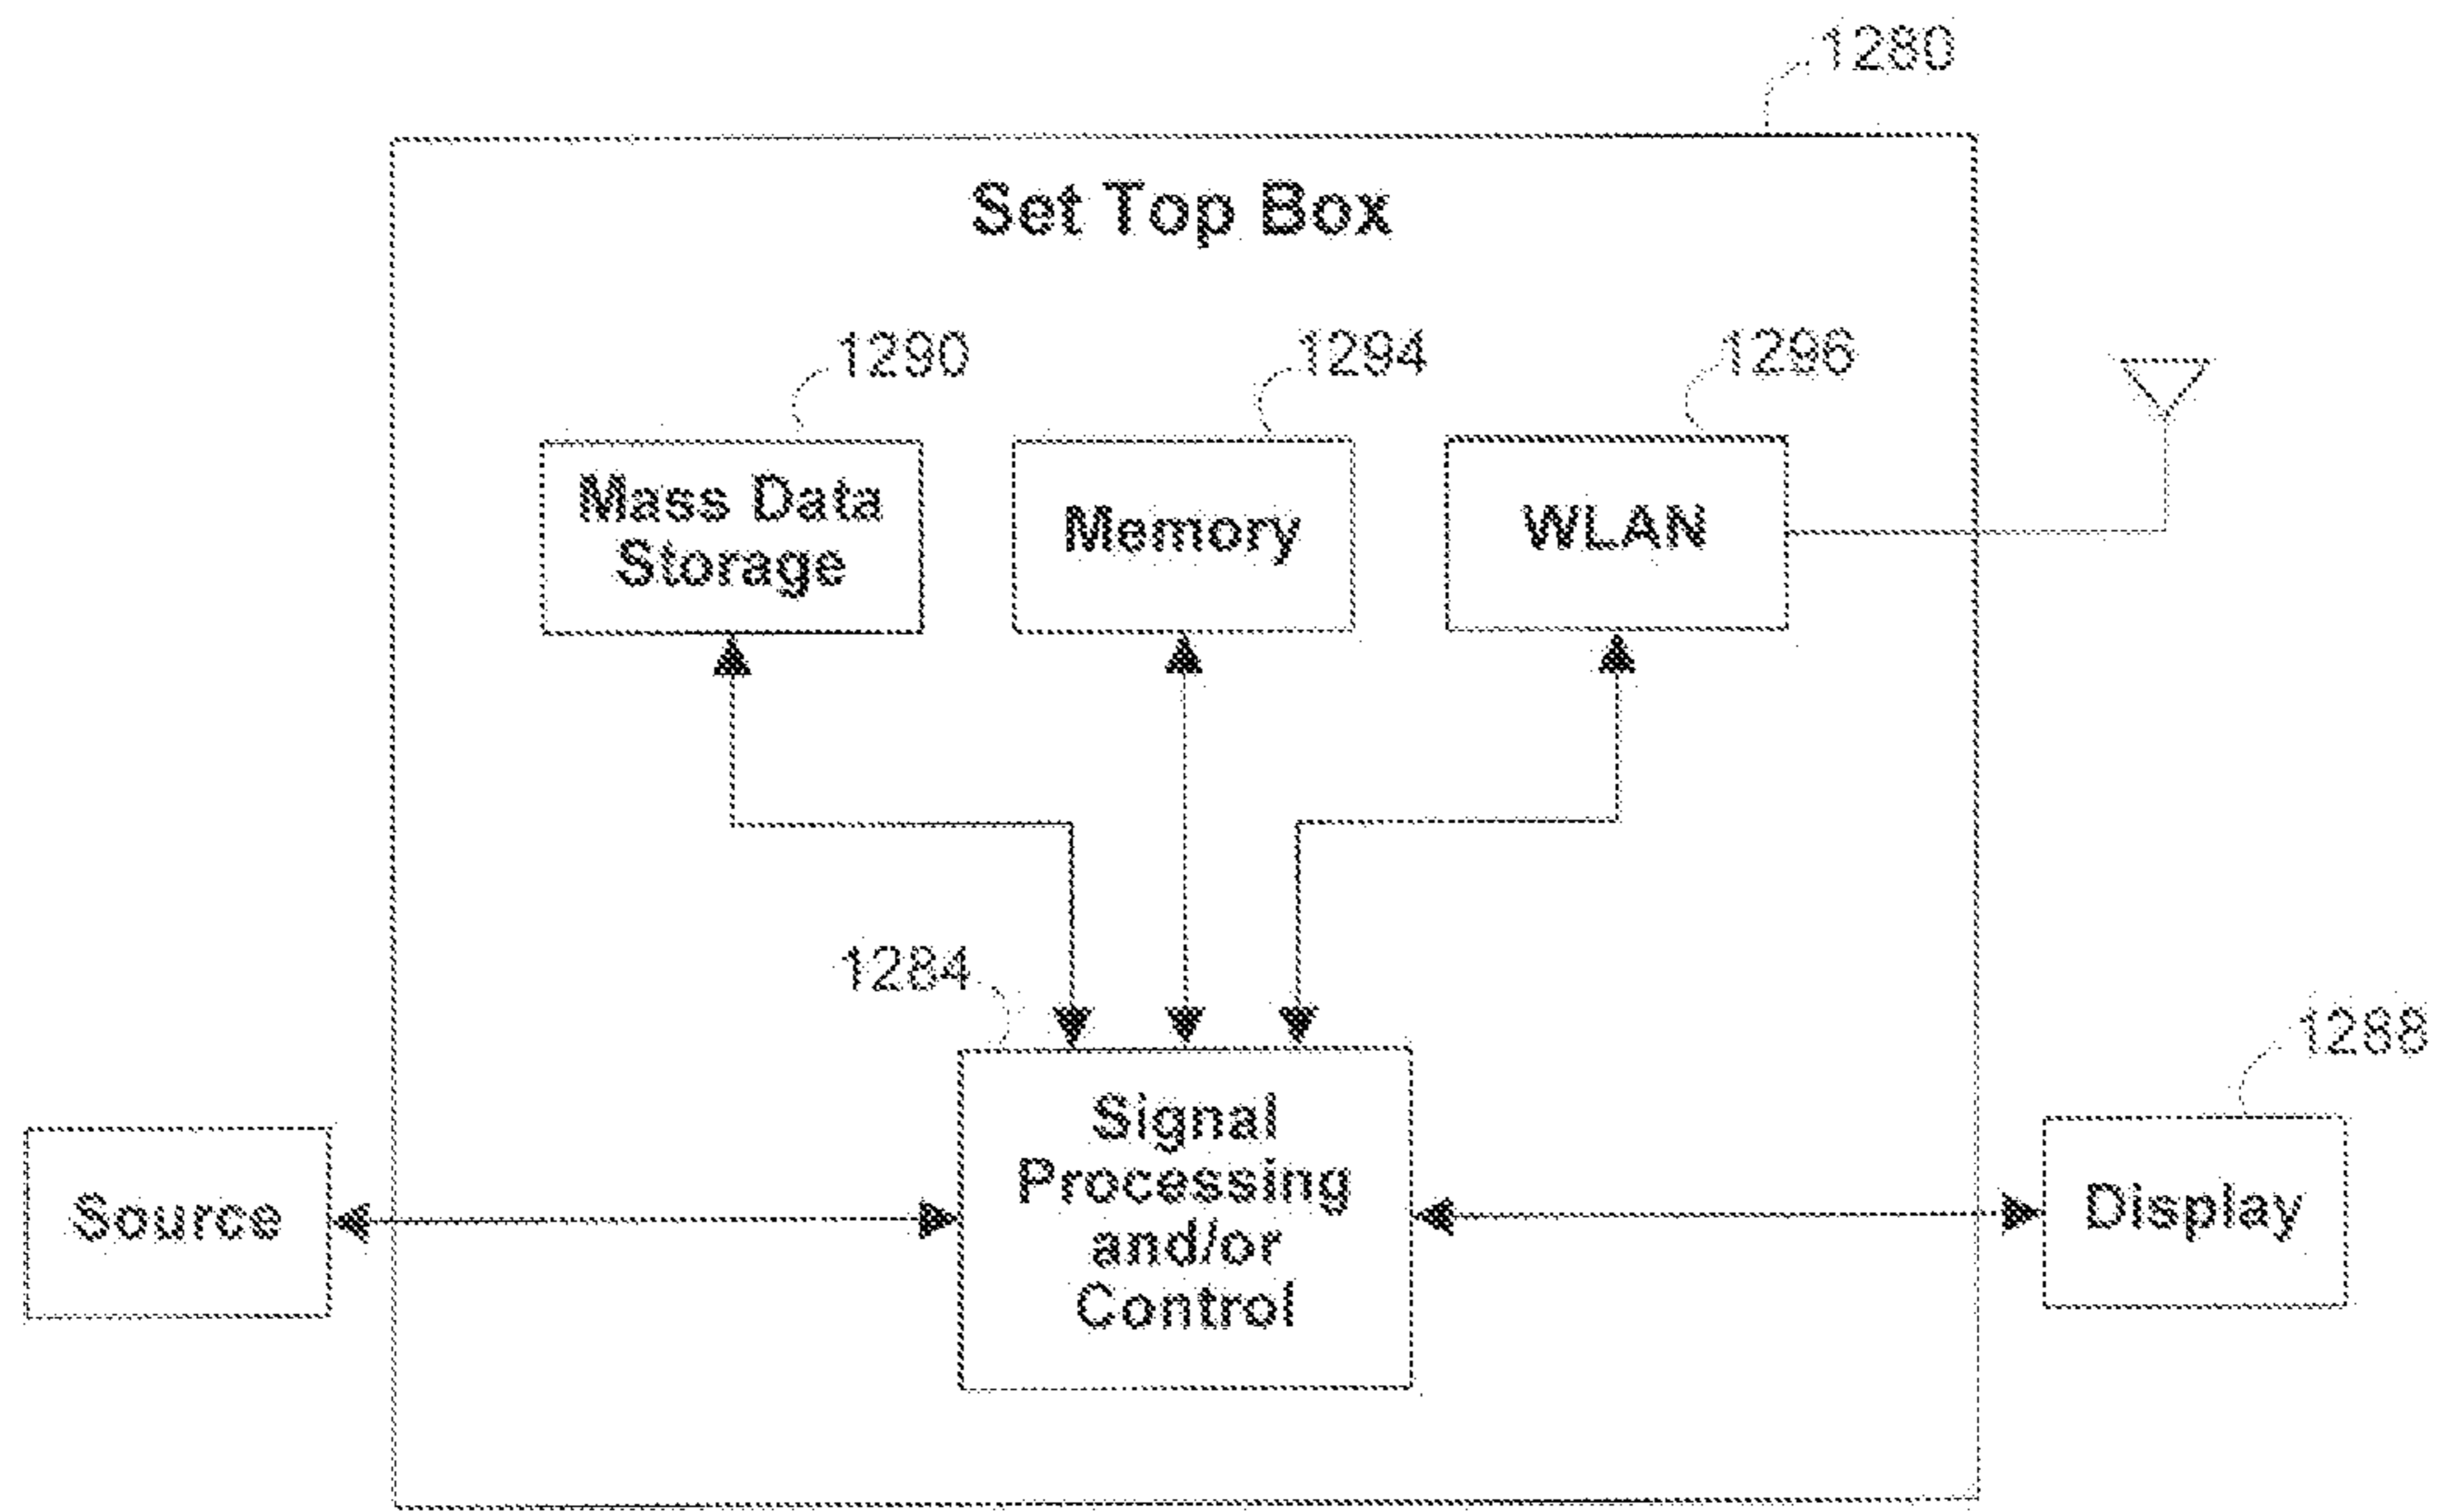 1280
Set Top Box
1290
1294
1296
Mass Data
Storage
Memory
WLAN
1284
1288
Source
Signal
Processing
and/or
Control
Display